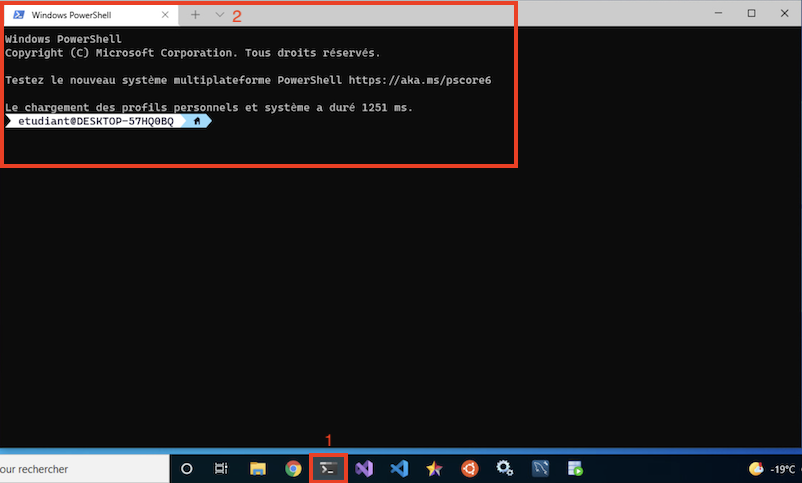 Windows PowerShell
2
Windows PowerShell
Copyright (C) Microsoft Corporation. Tous droits réservés.
Testez le nouveau système multiplateforme PowerShell https://aka.ms/pscore6
Le chargement des profils personnels et système a duré 1251 ms.
etudiant@DESKTOP-57HQ0BQ
1
our rechercher
-19°C